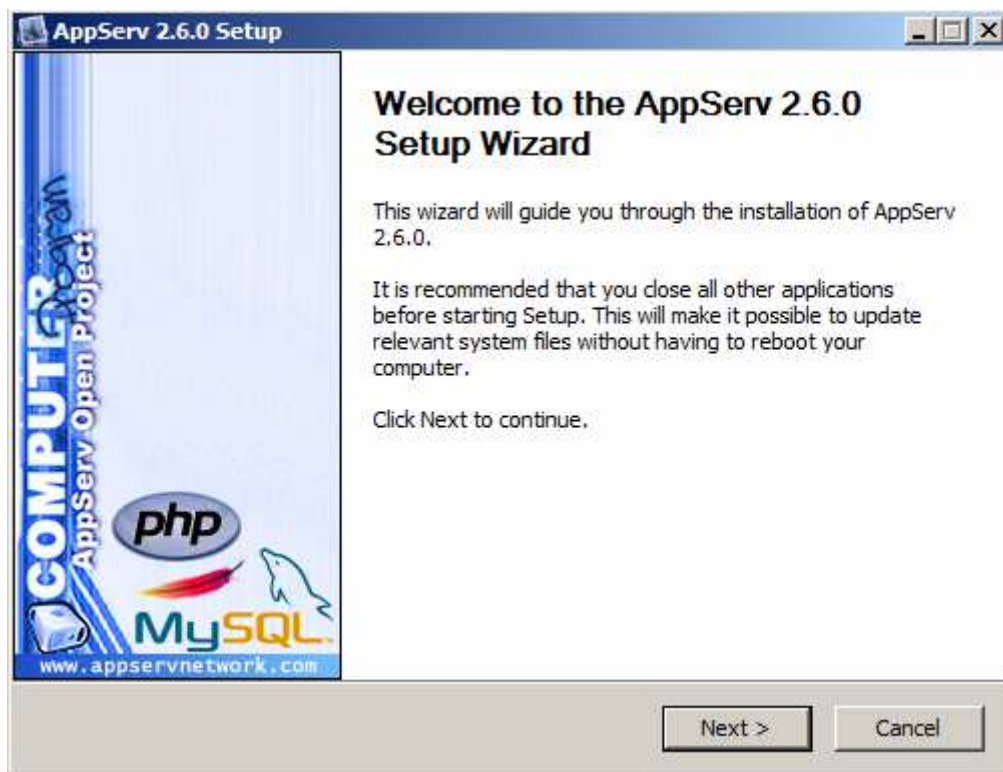 AppServ 2.6.0 Setup
Welcome to the AppServ 2.6.0
Setup Wizard
This wizard will guide you through the installation of AppServ
2.6.0.
It is recommended that you close all other applications
before starting Setup. This will make it possible to update
relevant system files without having to reboot your
computer.
Click Next to continue.
COMPUTER
Program
AppServ Open Project
php
MySQL
www.appservnetwork.com
Next >
Cancel